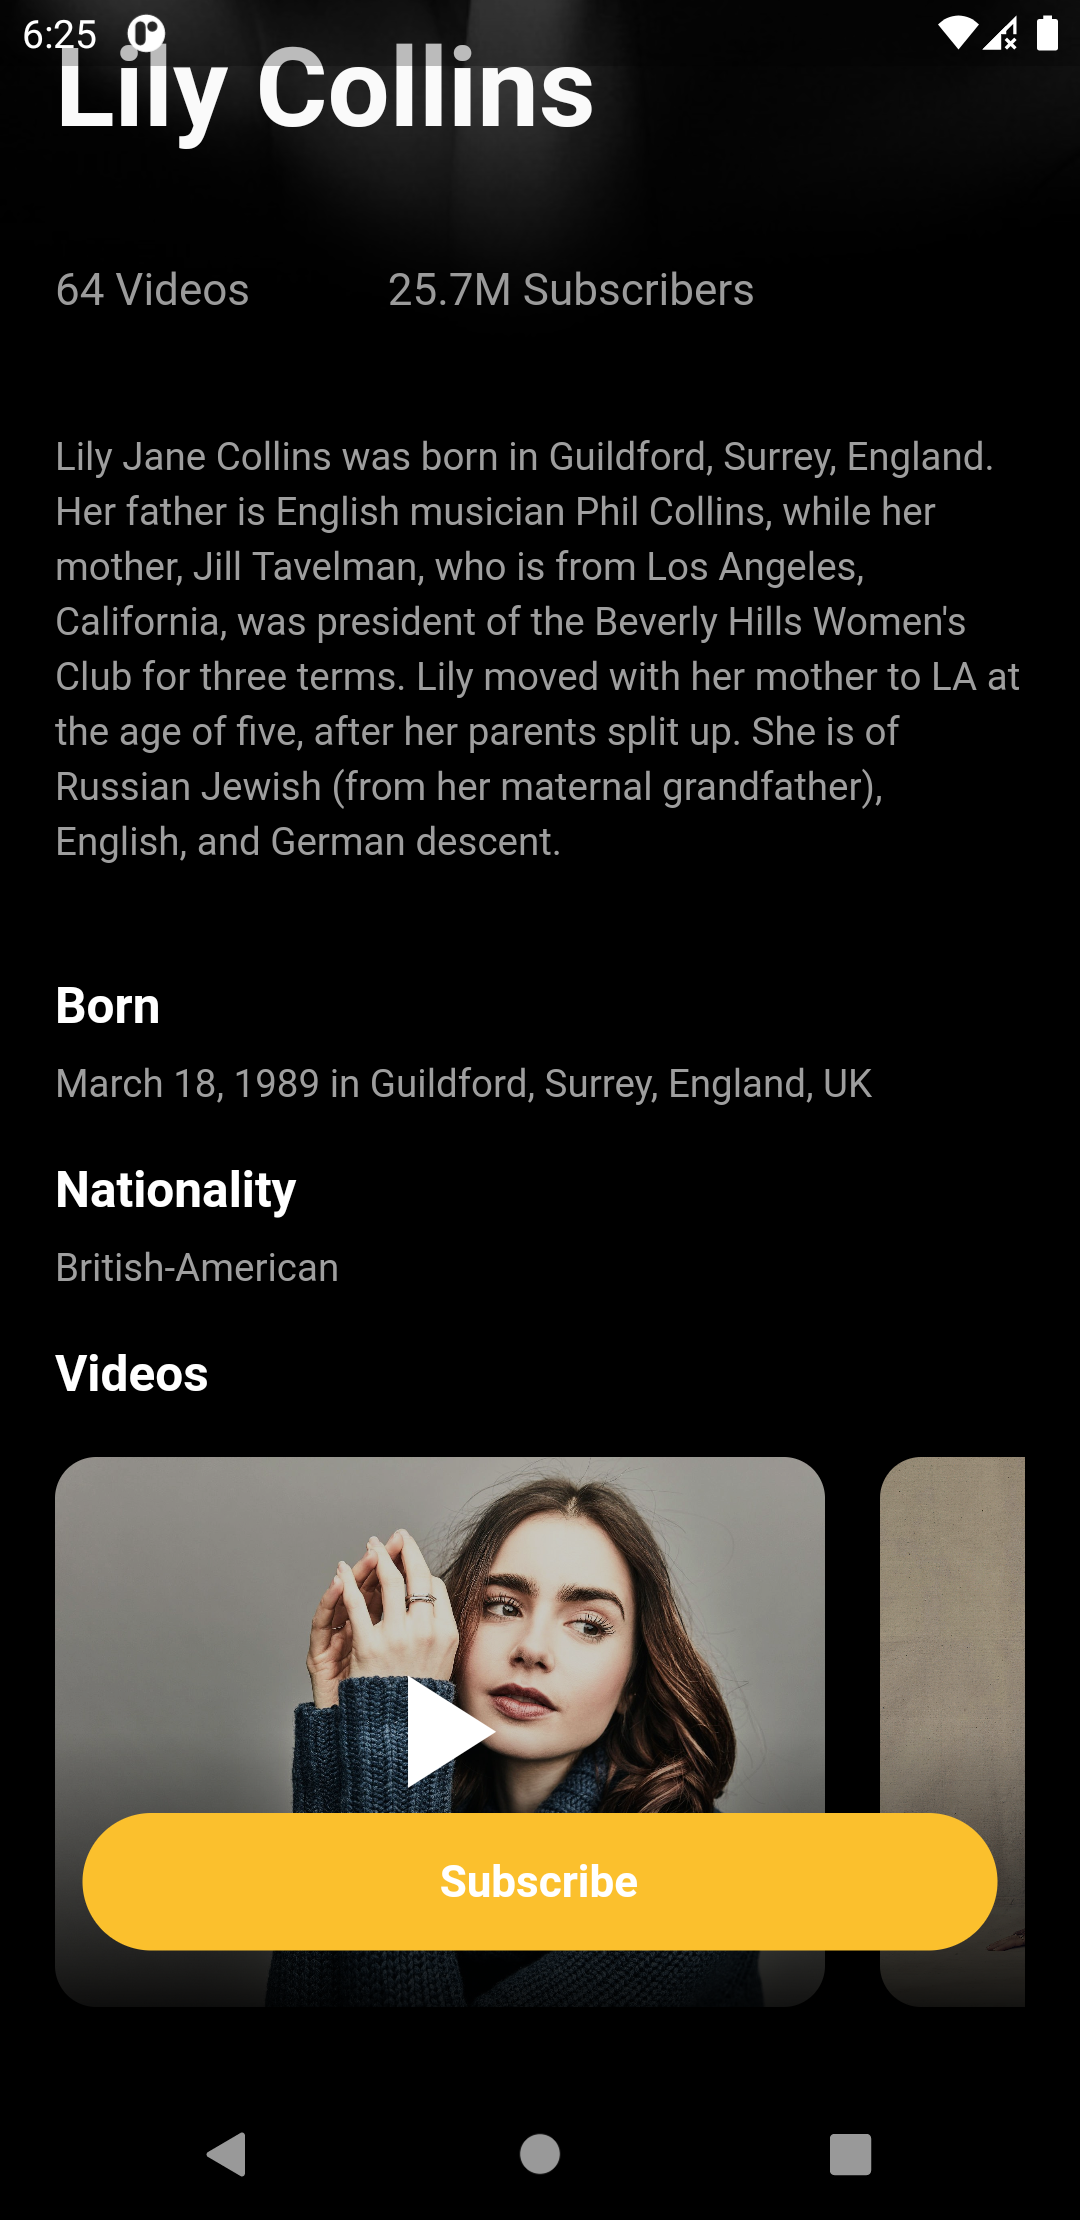 6:25
Lily Collins
64 Videos 25.7M Subscribers
Lily Jane Collins was born in Guildford, Surrey, England.
Her father is English musician Phil Collins, while her
mother, Jill Tavelman, who is from Los Angeles,
California, was president of the Beverly Hills Women's
Club for three terms. Lily moved with her mother to LA at
the age of five, after her parents split up. She is of
Russian Jewish (from her maternal grandfather),
English, and German descent.
Born
March 18, 1989 in Guildford, Surrey, England, UK
Nationality
British-American
Videos
Subscribe